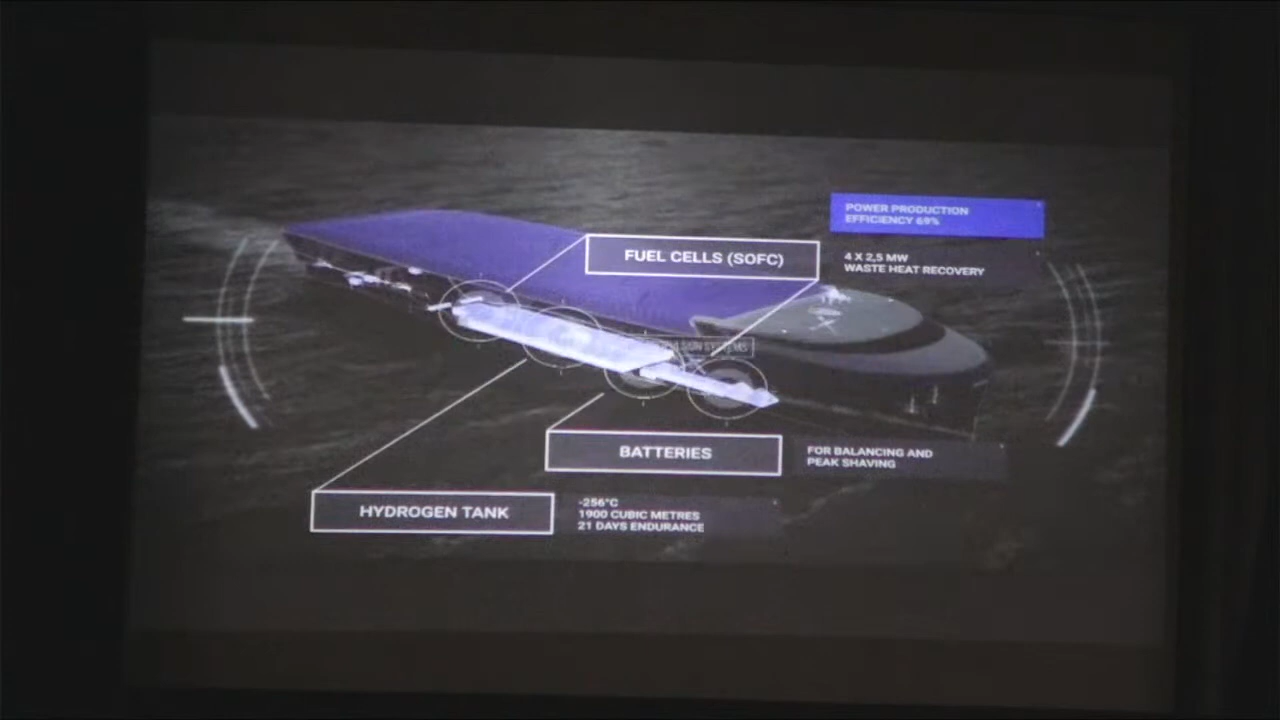 POWER PRODUCTION
EFFICIENCY 69%
FUEL CELLS (SOFC)
4 X 2,5 MW
WASTE HEAT RECOVERY
BATTERIES
FOR BALANCING AND
PEAK SHAVING
HYDROGEN TANK
-256°C
1900 CUBIC METRES
21 DAYS ENDURANCE